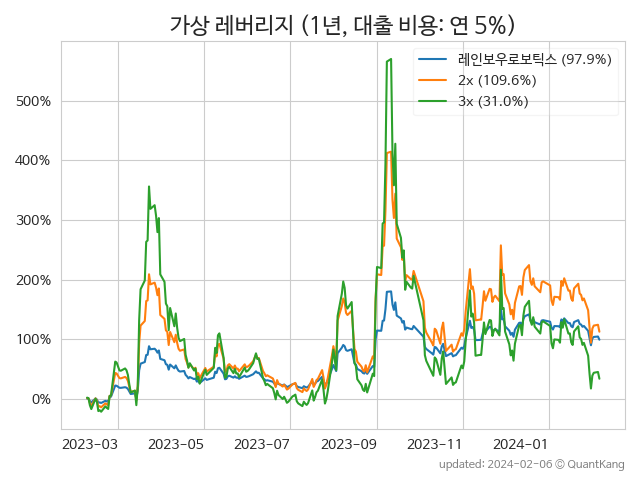 가상 레버리지 (1년, 대출 비용: 연 5%)
레인보우로보틱스 (97.9%)
2x (109.6%)
3x (31.0%)
500%
400%
300%
200%
100%
0%
2023-03 2023-05 2023-07 2023-09 2023-11 2024-01
updated: 2024-02-06 © QuantKang